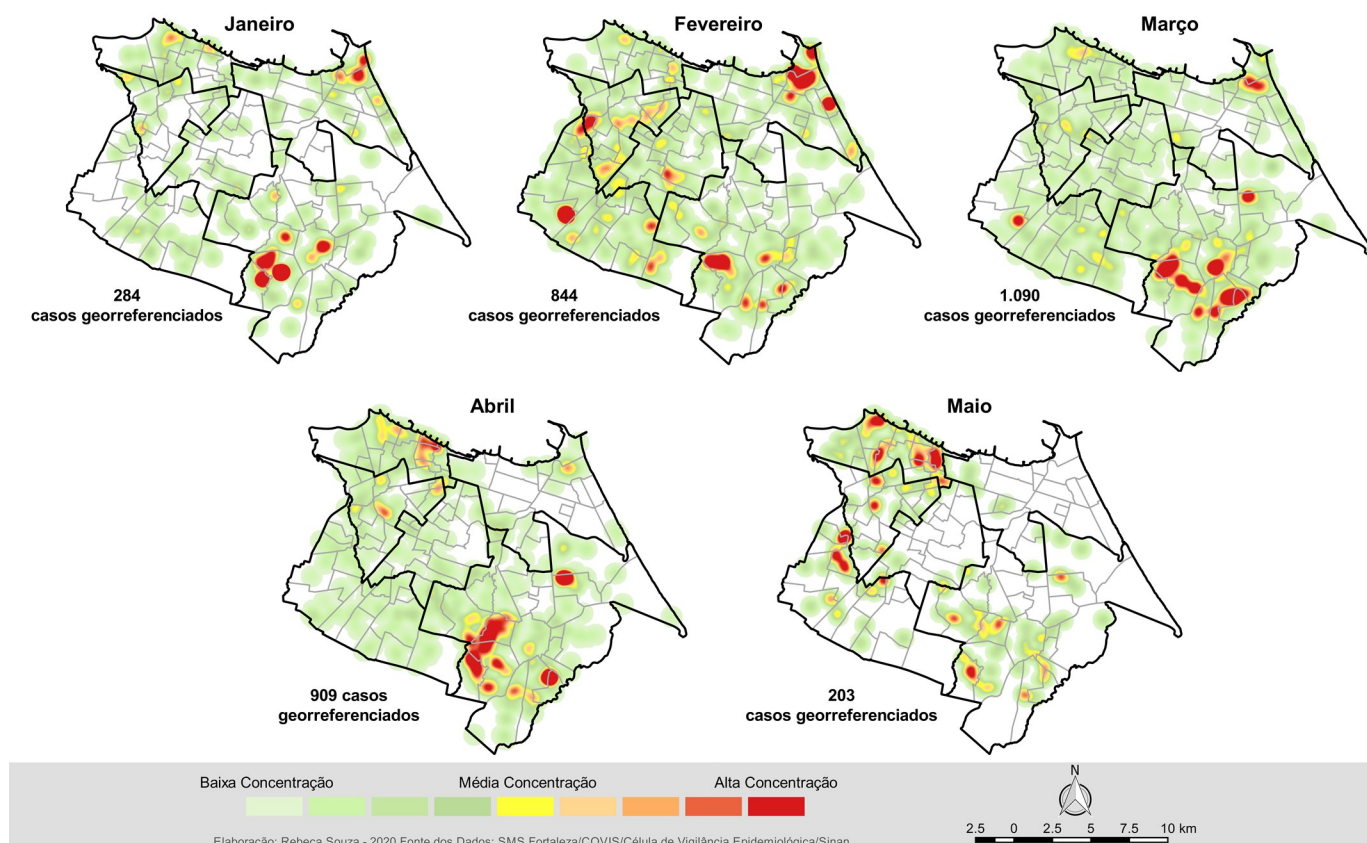 Janeiro
Fevereiro
Março
284
casos georreferenciados
844
casos georreferenciados
1.090
casos georreferenciados
Abril
Maio
909 casos
georreferenciados
203
casos georreferenciados
Baixa Concentração
Média Concentração
Alta Concentração
N
Elaboração: Rebeca Souza - 2020 Fonte dos Dados: SMS Fortaleza/COVIS/Célula de Vigilância Epidemiológica/Sinan
2.5 0 2.5 5 7.5 10 km